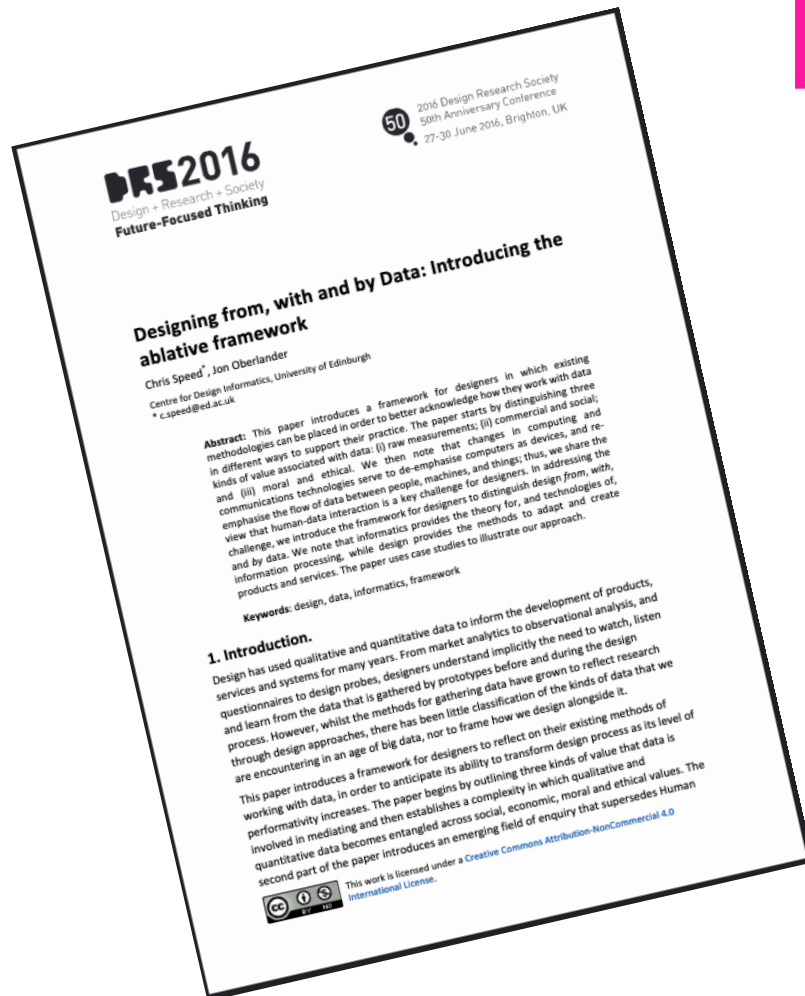 DRS2016
Design + Research + Society
Future-Focused Thinking
50
2016 Design Research Society
50th Anniversary Conference
27-30 June 2016, Brighton, UK
Designing from, with and by Data: Introducing the
ablative framework
Chris Speed*, Jon Oberlander
Centre for Design Informatics, University of Edinburgh
* c.speed@ed.ac.uk
Abstract: This paper introduces a framework for designers in which existing
methodologies can be placed in order to better acknowledge how they work with data
in different ways to support their practice. The paper starts by distinguishing three
kinds of value associated with data: (i) raw measurements; (ii) commercial and social;
and (iii) moral and ethical. We then note that changes in computing and
communications technologies serve to de-emphasise computers as devices, and re-
emphasise the flow of data between people, machines, and things; thus, we share the
view that human-data interaction is a key challenge for designers. In addressing the
challenge, we introduce the framework for designers to distinguish design from, with,
and by data. We note that informatics provides the theory for, and technologies of,
information processing, while design provides the methods to adapt and create
products and services. The paper uses case studies to illustrate our approach.
Keywords: design, data, informatics, framework
1. Introduction.
Design has used qualitative and quantitative data to inform the development of products,
services and systems for many years. From market analytics to observational analysis, and
questionnaires to design probes, designers understand implicitly the need to watch, listen
and learn from the data that is gathered by prototypes before and during the design
process. However, whilst the methods for gathering data have grown to reflect research
through design approaches, there has been little classification of the kinds of data that we
are encountering in an age of big data, nor to frame how we design alongside it.
This paper introduces a framework for designers to reflect on their existing methods of
working with data, in order to anticipate its ability to transform design process as its level of
performativity increases. The paper begins by outlining three kinds of value that data is
involved in mediating and then establishes a complexity in which qualitative and
quantitative data becomes entangled across social, economic, moral and ethical values. The
second part of the paper introduces an emerging field of enquiry that supersedes Human
cc
BY NC
This work is licensed under a Creative Commons Attribution-NonCommercial 4.0
International License.